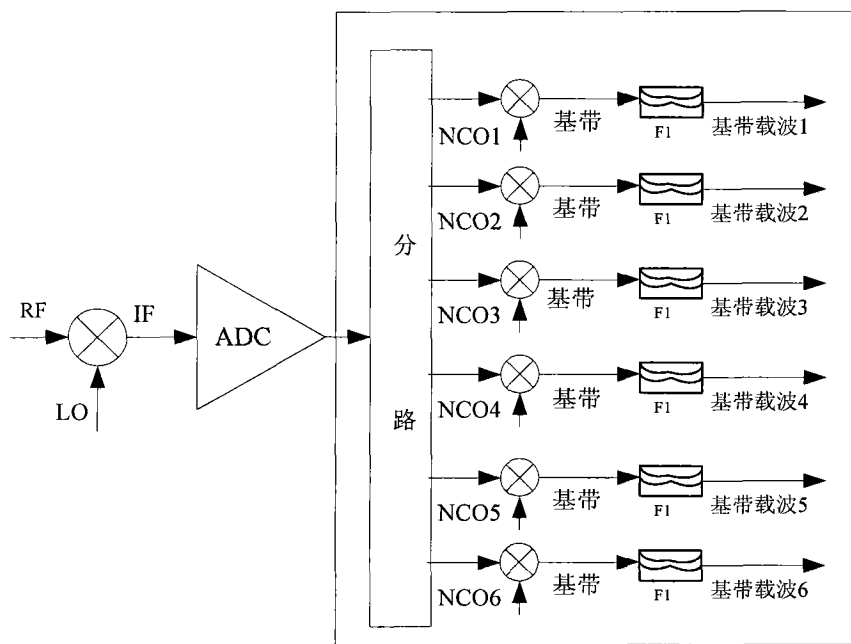 RF
IF
LO
ADC
分
路
NCO1
基带
F1
基带载波1
NCO2
基带
F1
基带载波2
NCO3
基带
F1
基带载波3
NCO4
基带
F1
基带载波4
NCO5
基带
F1
基带载波5
NCO6
基带
F1
基带载波6